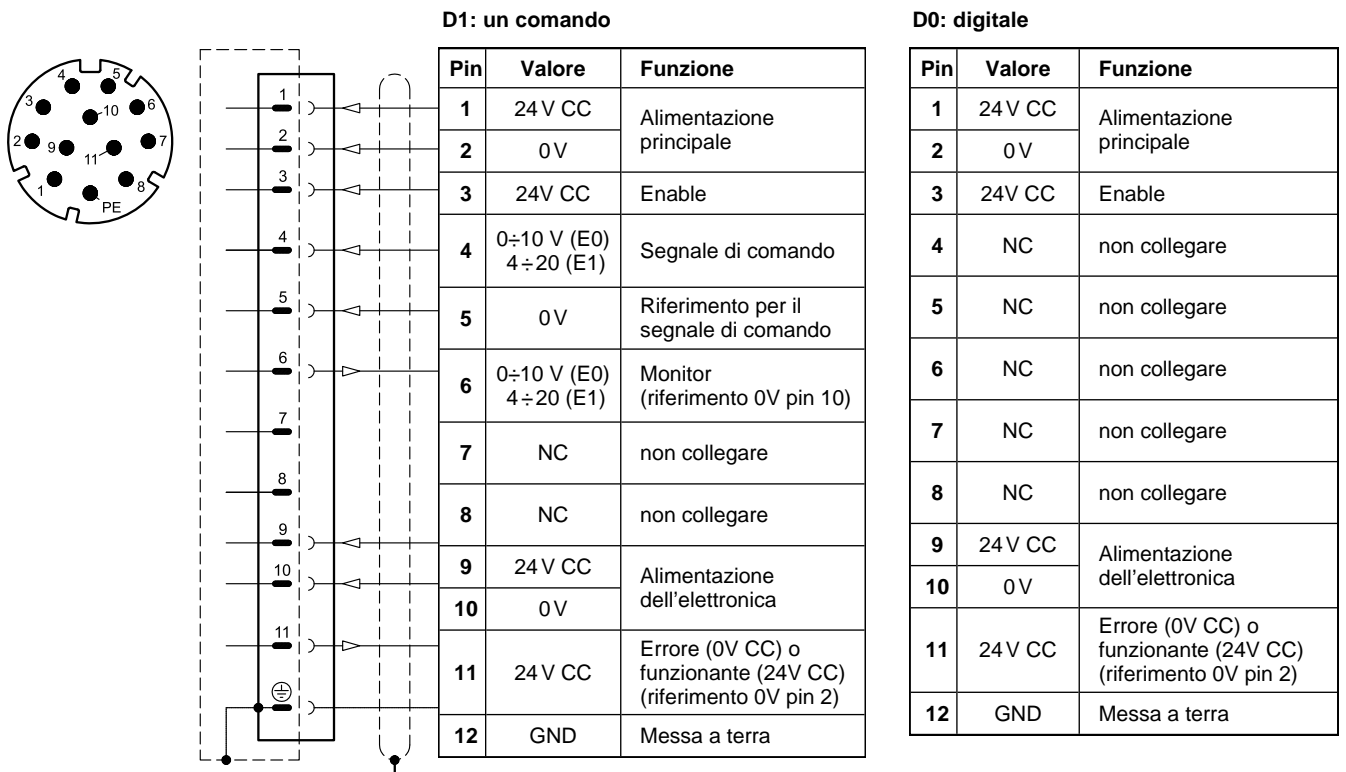 D1: un comando
D0: digitale
4
5
3
10
6
2
9
11
7
1
8
PE
1
2
3
4
5
6
7
8
9
10
11
Pin Valore Funzione
1 24 V CC Alimentazione
principale
2 0 V
3 24V CC Enable
4 0÷10 V (E0)
4÷20 (E1) Segnale di comando
5 0 V Riferimento per il
segnale di comando
6 0÷10 V (E0)
4÷20 (E1) Monitor
(riferimento 0V pin 10)
7 NC non collegare
8 NC non collegare
9 24 V CC Alimentazione
dell'elettronica
10 0 V
11 24 V CC Errore (0V CC) o
funzionante (24V CC)
(riferimento 0V pin 2)
12 GND Messa a terra
Pin Valore Funzione
1 24 V CC Alimentazione
principale
2 0 V
3 24V CC Enable
4 NC non collegare
5 NC non collegare
6 NC non collegare
7 NC non collegare
8 NC non collegare
9 24 V CC Alimentazione
dell'elettronica
10 0 V
11 24 V CC Errore (0V CC) o
funzionante (24V CC)
(riferimento 0V pin 2)
12 GND Messa a terra